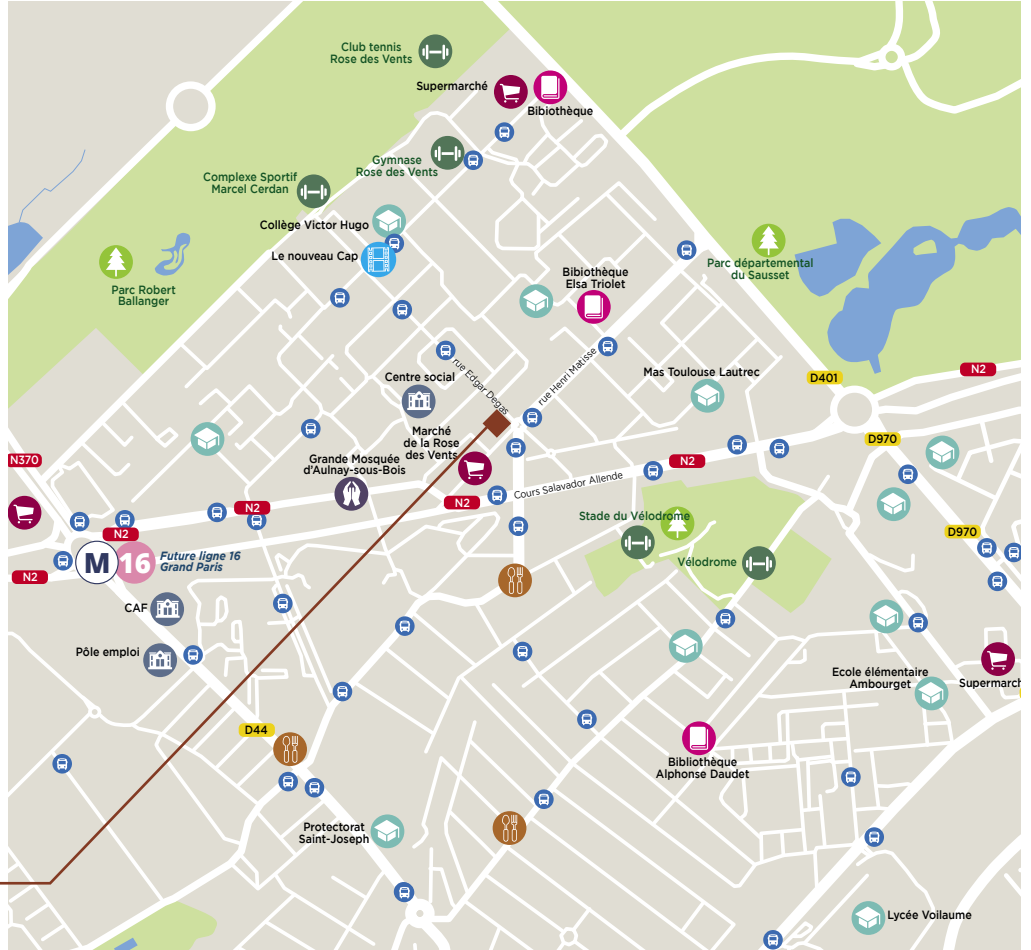 Club tennis
Rose des Vents
Supermarché
Bibiothèque
Gymnase
Rose des Vents
Complexe Sportif
Marcel Cerdan
Collège Victor Hugo
Le nouveau Cap
Parc Robert
Ballanger
Bibiothèque
Elsa Triolet
Parc départemental
du Sausset
rue Edgar Degas
rue Henri Matisse
Centre social
Mas Toulouse Lautrec
D401
N2
Marché
de la Rose
des Vents
D970
Grande Mosquée
d'Aulnay-sous-Bois
N370
N2
Cours Salavador Allende
N2
N2
N2
Stade du Vélodrome
D970
M
16
Future ligne 16
Grand Paris
N2
Vélodrome
CAF
Pôle emploi
Ecole élémentaire
Ambourget
Supermarch
D44
Bibliothèque
Alphonse Daudet
Protectorat
Saint-Joseph
Lycée Voilaume